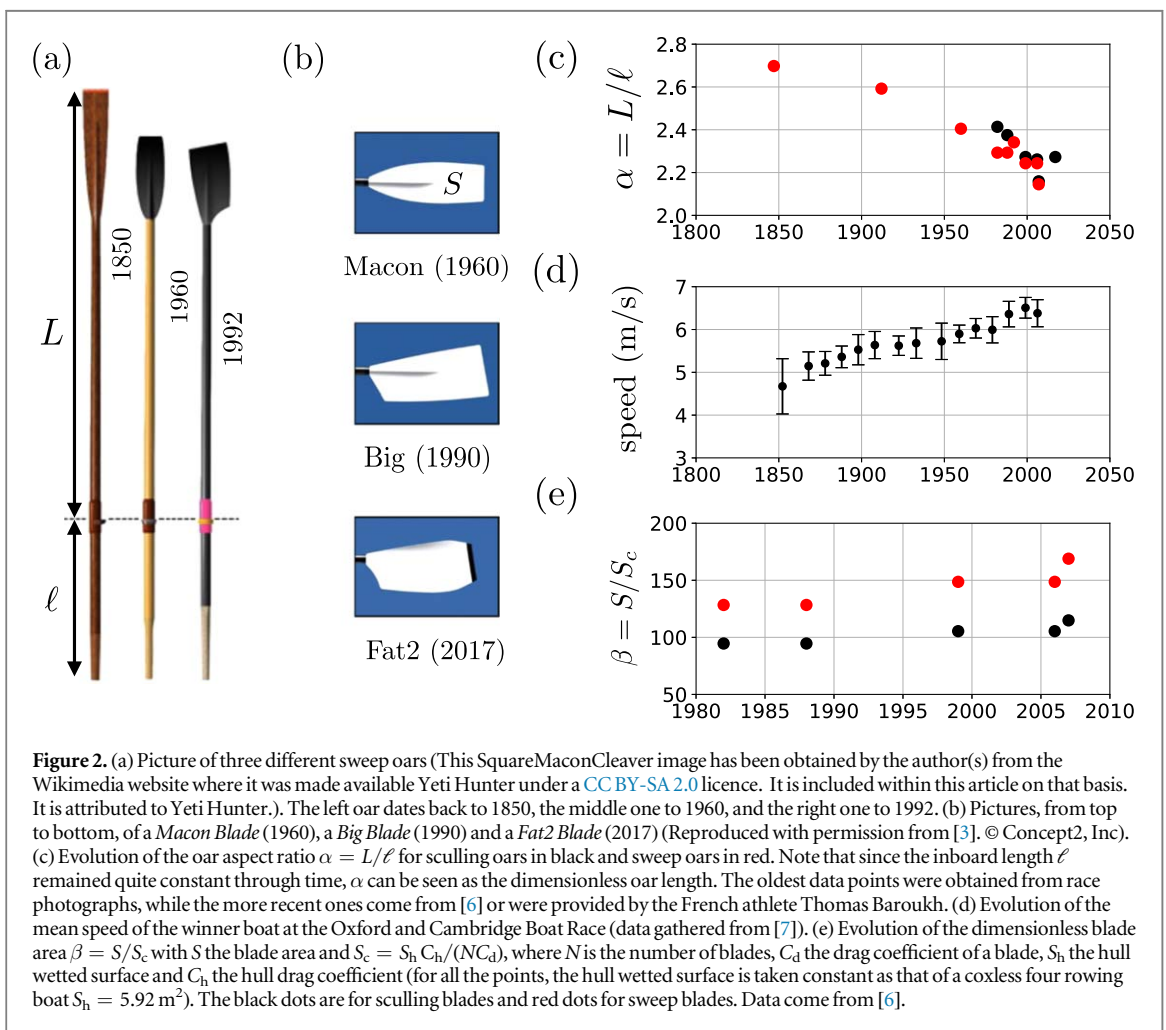 (a)
(b)
(c)
(d)
(e)
L
ℓ
1850
1960
1992
S
Macon (1960)
Big (1990)
Fat2 (2017)
α = L/ℓ
2.8
2.6
2.4
2.2
2.0
1800 1850 1900 1950 2000 2050
speed (m/s)
7
6
5
4
3
1800 1850 1900 1950 2000 2050
β = S/S_c
200
150
100
50
1980 1985 1990 1995 2000 2005 2010
Figure 2. (a) Picture of three different sweep oars (This SquareMaconCleaver image has been obtained by the author(s) from the
Wikimedia website where it was made available Yeti Hunter under a CC BY-SA 2.0 licence. It is included within this article on that basis.
It is attributed to Yeti Hunter.). The left oar dates back to 1850, the middle one to 1960, and the right one to 1992. (b) Pictures, from top
to bottom, of a Macon Blade (1960), a Big Blade (1990) and a Fat2 Blade (2017) (Reproduced with permission from [3]. © Concept2, Inc).
(c) Evolution of the oar aspect ratio α = L/ℓ for sculling oars in black and sweep oars in red. Note that since the inboard length ℓ
remained quite constant through time, α can be seen as the dimensionless oar length. The oldest data points were obtained from race
photographs, while the more recent ones come from [6] or were provided by the French athlete Thomas Baroukh. (d) Evolution of the
mean speed of the winner boat at the Oxford and Cambridge Boat Race (data gathered from [7]). (e) Evolution of the dimensionless blade
area β = S/S_c with S the blade area and S_c = S_h C_h/(NC_d), where N is the number of blades, C_d the drag coefficient of a blade, S_h the hull
wetted surface and C_h the hull drag coefficient (for all the points, the hull wetted surface is taken constant as that of a coxless four rowing
boat S_h = 5.92 m²). The black dots are for sculling blades and red dots for sweep blades. Data come from [6].